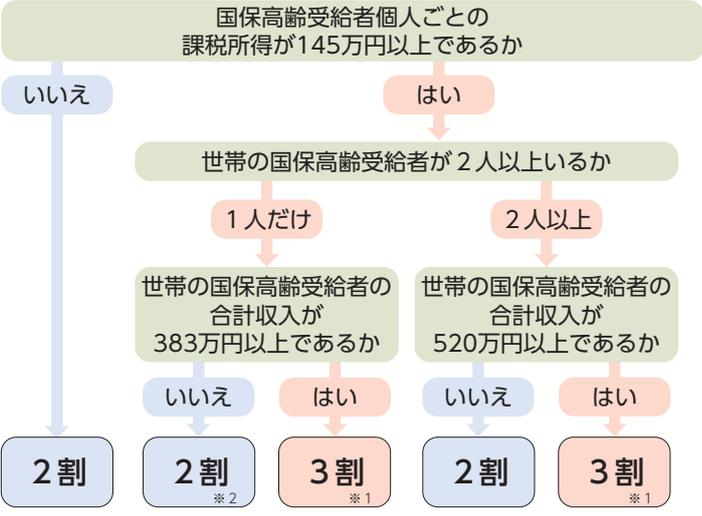 国保高齢受給者個人ごとの
課税所得が145万円以上であるか
いいえ
はい
世帯の国保高齢受給者が2人以上いるか
1人だけ
2人以上
世帯の国保高齢受給者の
合計収入が
383万円以上であるか
世帯の国保高齢受給者の
合計収入が
520万円以上であるか
いいえ
はい
いいえ
はい
2割
2割
※2
3割
※1
2割
3割
※1